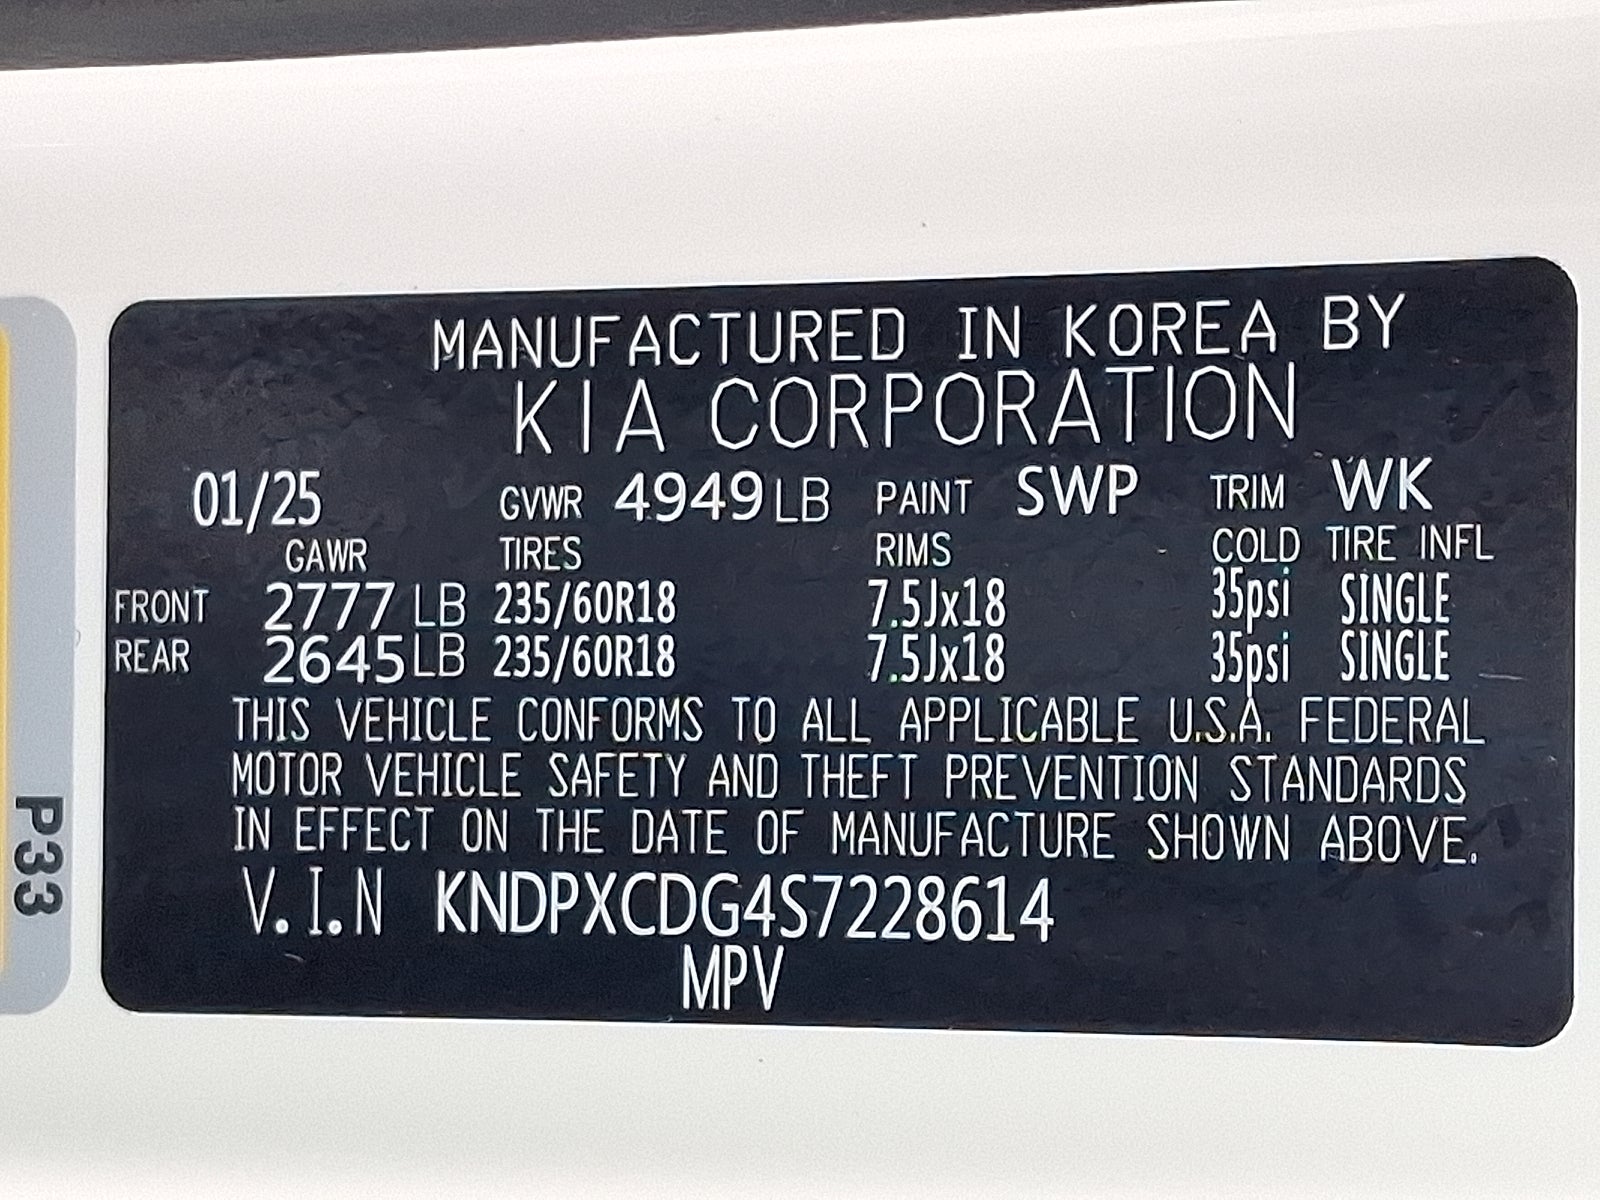 MANUFACTURED IN KOREA BY
KIA CORPORATION
01/25 GVWR 4949 LB PAINT SWP TRIM WK
GAWR TIRES RIMS COLD TIRE INFL
FRONT 2777 LB 235/60R18 7.5Jx18 35psi SINGLE
REAR 2645 LB 235/60R18 7.5Jx18 35psi SINGLE
THIS VEHICLE CONFORMS TO ALL APPLICABLE U.S.A. FEDERAL
MOTOR VEHICLE SAFETY AND THEFT PREVENTION STANDARDS
IN EFFECT ON THE DATE OF MANUFACTURE SHOWN ABOVE.
V.I.N KNDPXCDG4S7228614
MPV
P33